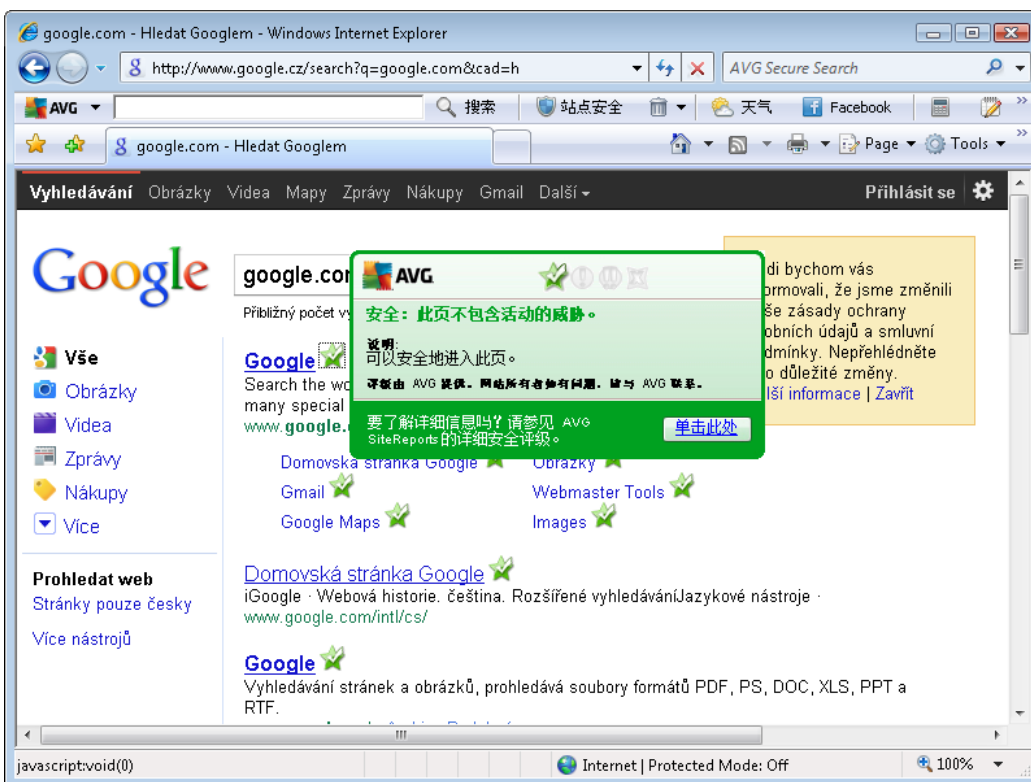 google.com - Hledat Googlem - Windows Internet Explorer
http://www.google.cz/search?q=google.com&cad=h
AVG Secure Search
AVG
搜索
站点安全
天气
Facebook
google.com - Hledat Googlem
Page
Tools
Vyhledávání Obrázky Videa Mapy Zprávy Nákupy Gmail Další
Přihlásit se
Google
google.com
Přibližný počet
AVG
安全：此页不包含活动的威胁。
说明:
可以安全地进入此页。
评级由 AVG 提供。网站所有者如有问题，请与 AVG 联系。
要了解详细信息吗? 请参见 AVG
SiteReports 的详细安全评级。
单击此处
di bychom vás
ormovali, že jsme změnili
še zásady ochrany
obních údajů a smluvní
dmínky. Nepřehlédněte
o důležité změny.
lší informace | Zavřít
Vše
Obrázky
Videa
Zprávy
Nákupy
Více
Prohledat web
Stránky pouze česky
Více nástrojů
Google
Search the
many special
www.google.
Domovská stránka Google
Obrázky
Gmail
Webmaster Tools
Google Maps
Images
Domovská stránka Google
iGoogle · Webová historie. čeština. Rozšířené vyhledáváníJazykové nástroje ·
www.google.com/intl/cs/
Google
Vyhledávání stránek a obrázků, prohledává soubory formátů PDF, PS, DOC, XLS, PPT a
RTF.
javascript:void(0)
Internet | Protected Mode: Off
100%